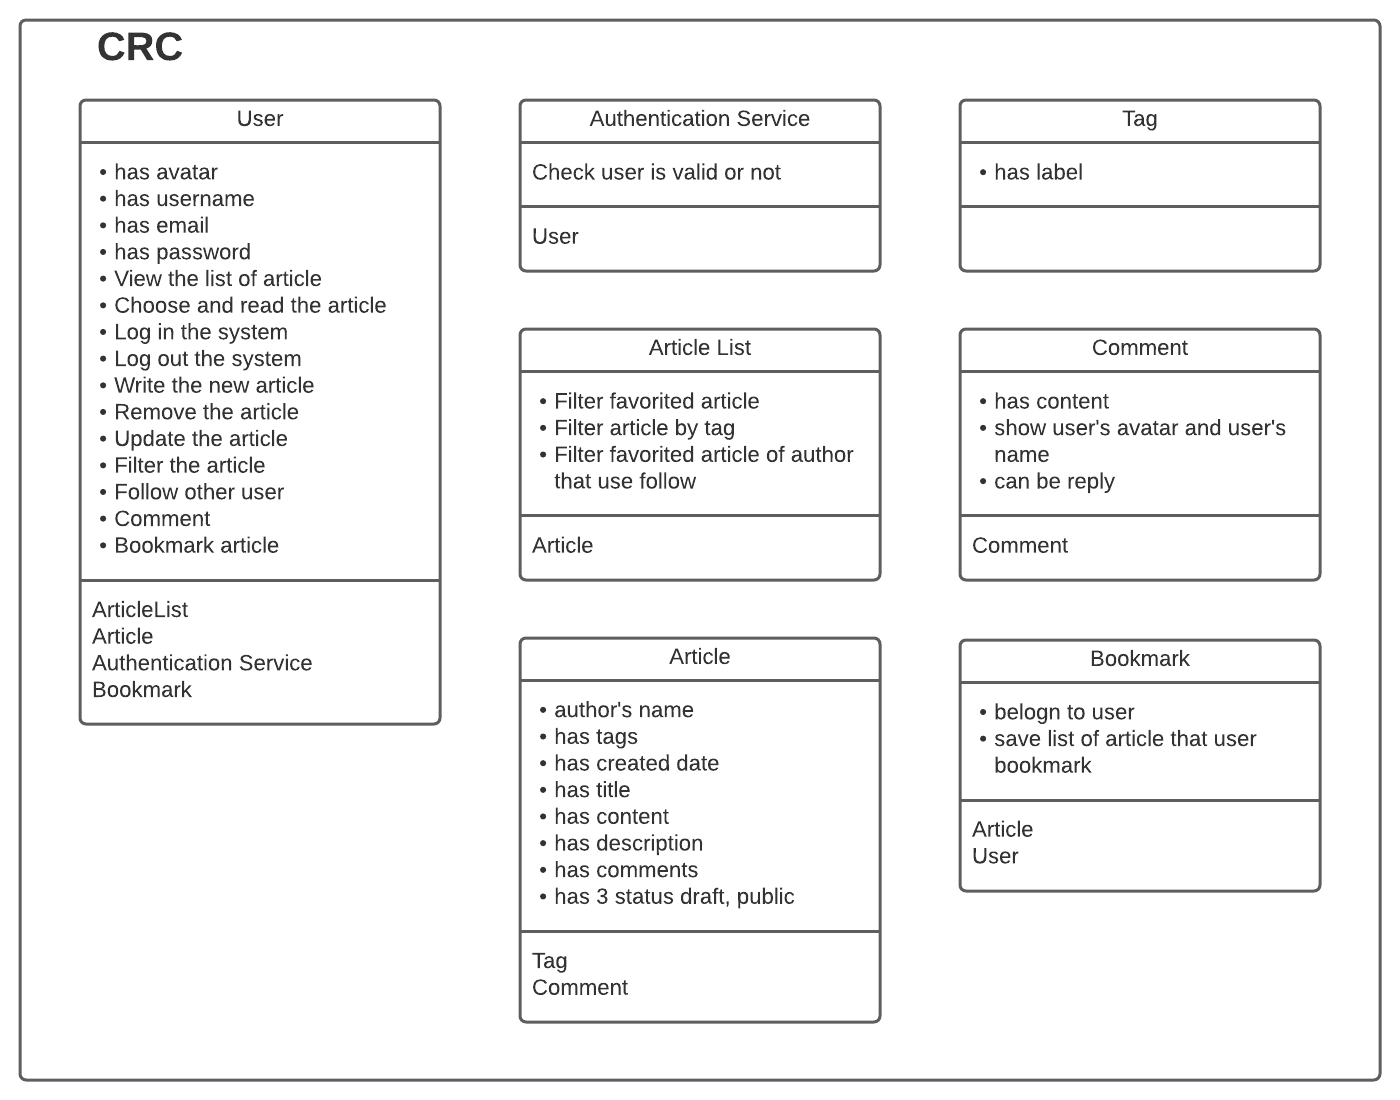 CRC
User
• has avatar
• has username
• has email
• has password
• View the list of article
• Choose and read the article
• Log in the system
• Log out the system
• Write the new article
• Remove the article
• Update the article
• Filter the article
• Follow other user
• Comment
• Bookmark article
ArticleList
Article
Authentication Service
Bookmark
Authentication Service
Check user is valid or not
User
Article List
• Filter favorited article
• Filter article by tag
• Filter favorited article of author
that use follow
Article
Article
• author's name
• has tags
• has created date
• has title
• has content
• has description
• has comments
• has 3 status draft, public
Tag
Comment
Tag
• has label
Comment
• has content
• show user's avatar and user's
name
• can be reply
Comment
Bookmark
• belogn to user
• save list of article that user
bookmark
Article
User